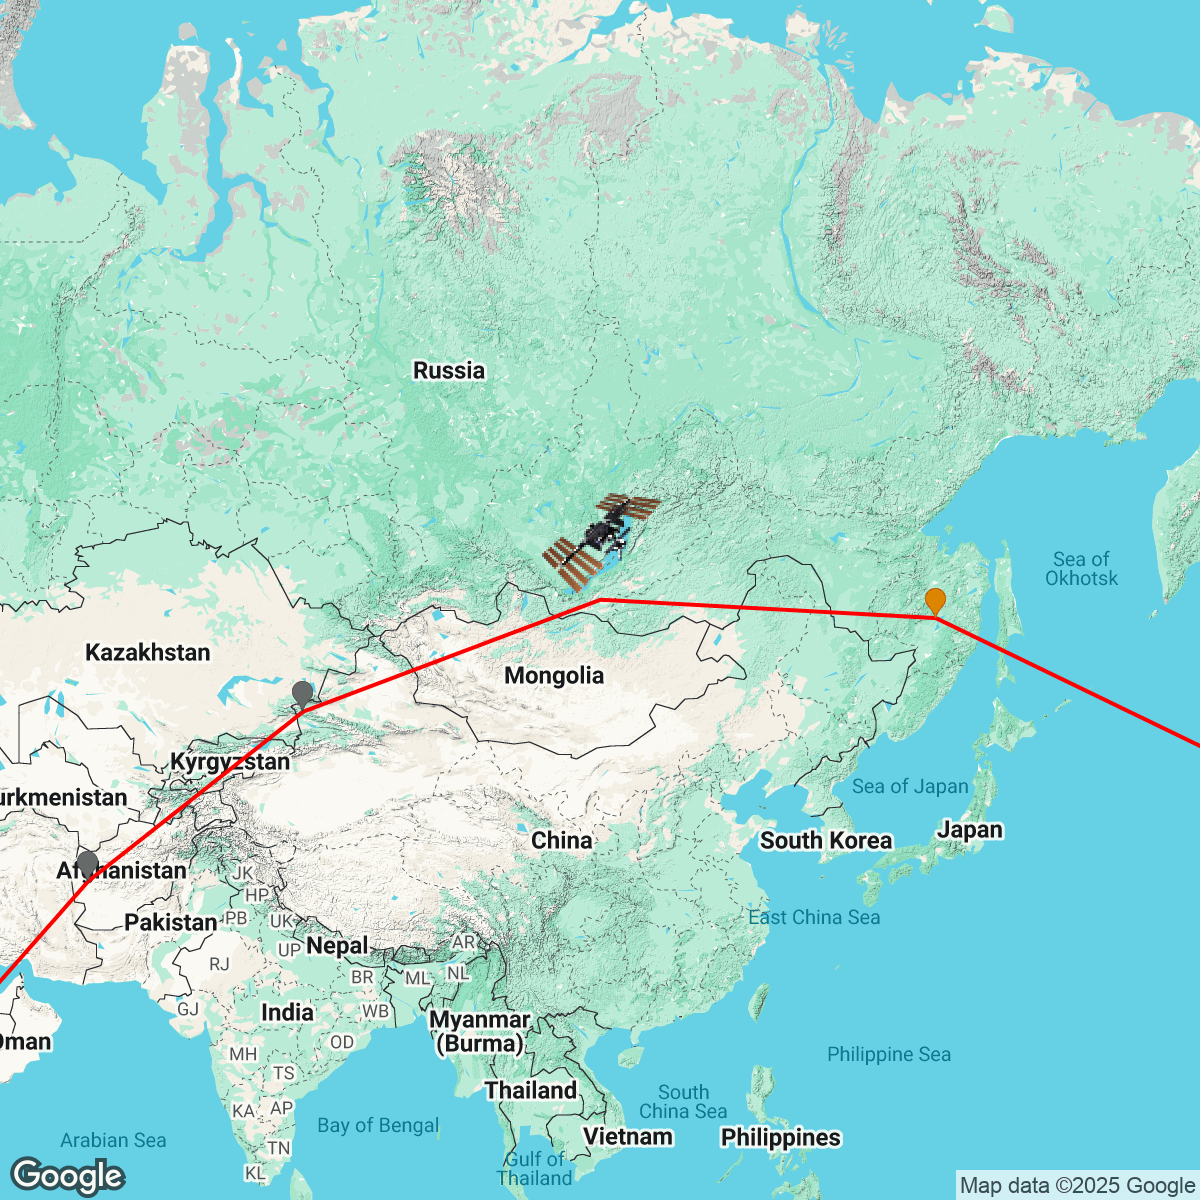 Russia
Sea of
Okhotsk
Kazakhstan
Mongolia
Kyrgyzstan
urkmenistan
Sea of Japan
Japan
China
South Korea
Afghanistan
JK
HP
Pakistan
PB
UK
East China Sea
Nepal
AR
UP
RJ
BR
ML
NL
GJ
India
WB
Myanmar
(Burma)
Oman
OD
MH
Philippine Sea
TS
Thailand
South
China Sea
KA
AP
Bay of Bengal
Arabian Sea
Vietnam
Philippines
TN
KL
Gulf of
Thailand
Google
Map data ©2025 Google